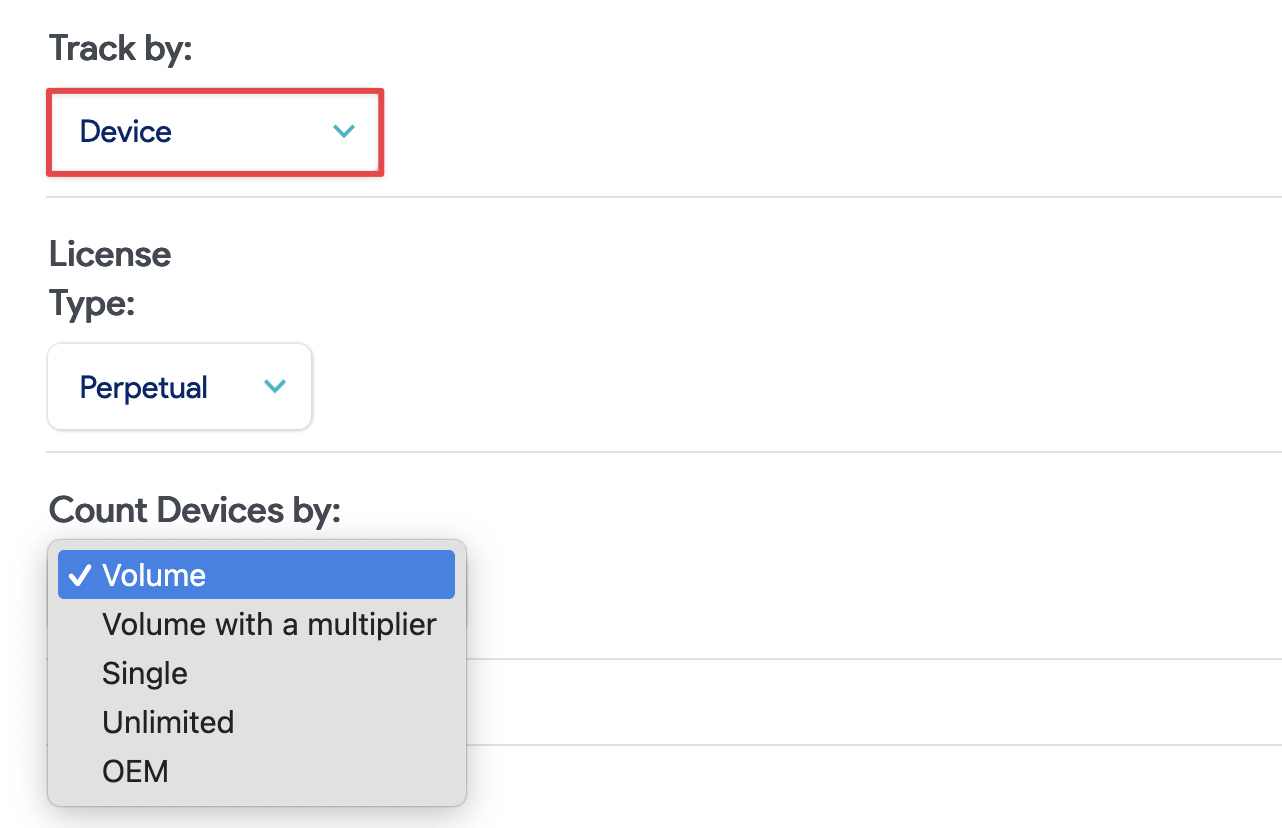 Track by:
Device
License
Type:
Perpetual
Count Devices by:
Volume
Volume with a multiplier
Single
Unlimited
OEM